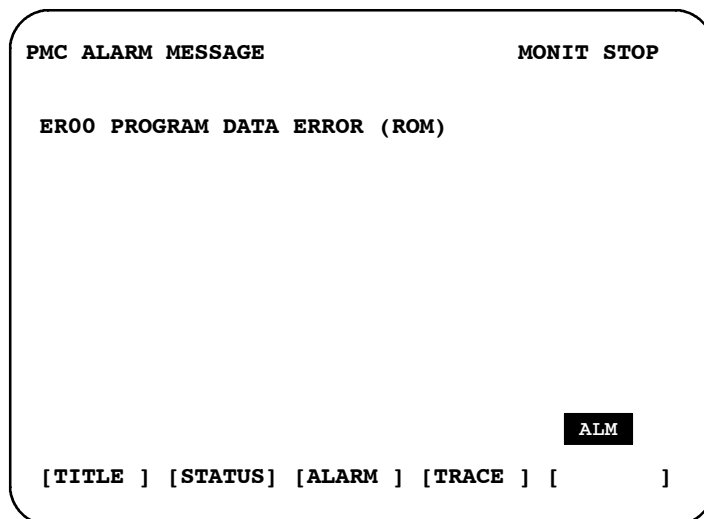 PMC ALARM MESSAGE MONIT STOP
ER00 PROGRAM DATA ERROR (ROM)
ALM
[TITLE ] [STATUS] [ALARM ] [TRACE ] [ ]